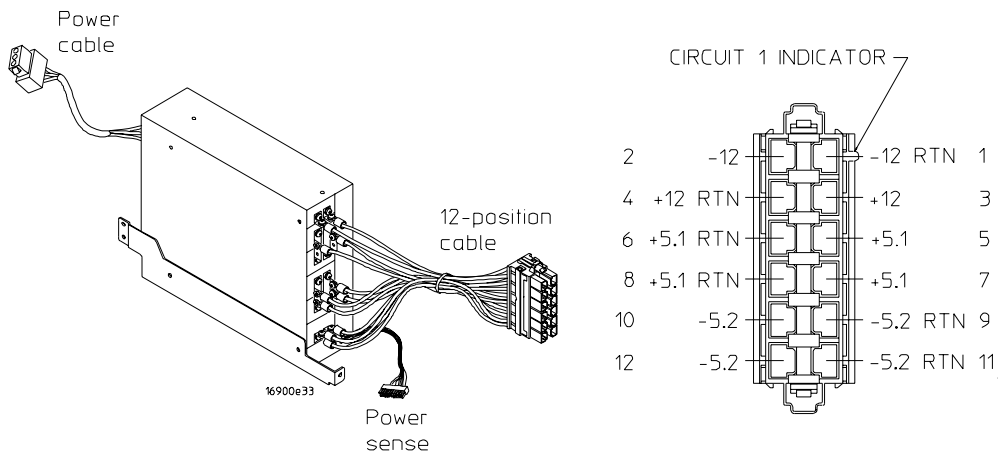 Power
cable
12-position
cable
16900e33
Power
sense
CIRCUIT 1 INDICATOR
2 -12 -12 RTN 1
4 +12 RTN +12 3
6 +5.1 RTN +5.1 5
8 +5.1 RTN +5.1 7
10 -5.2 -5.2 RTN 9
12 -5.2 -5.2 RTN 11